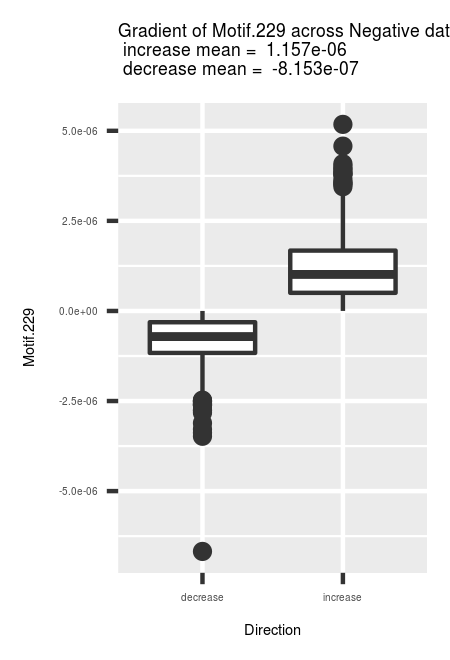 Gradient of Motif.229 across Negative dat
increase mean = 1.157e-06
decrease mean = -8.153e-07
5.0e-06
2.5e-06
0.0e+00
-2.5e-06
-5.0e-06
Motif.229
decrease increase
Direction